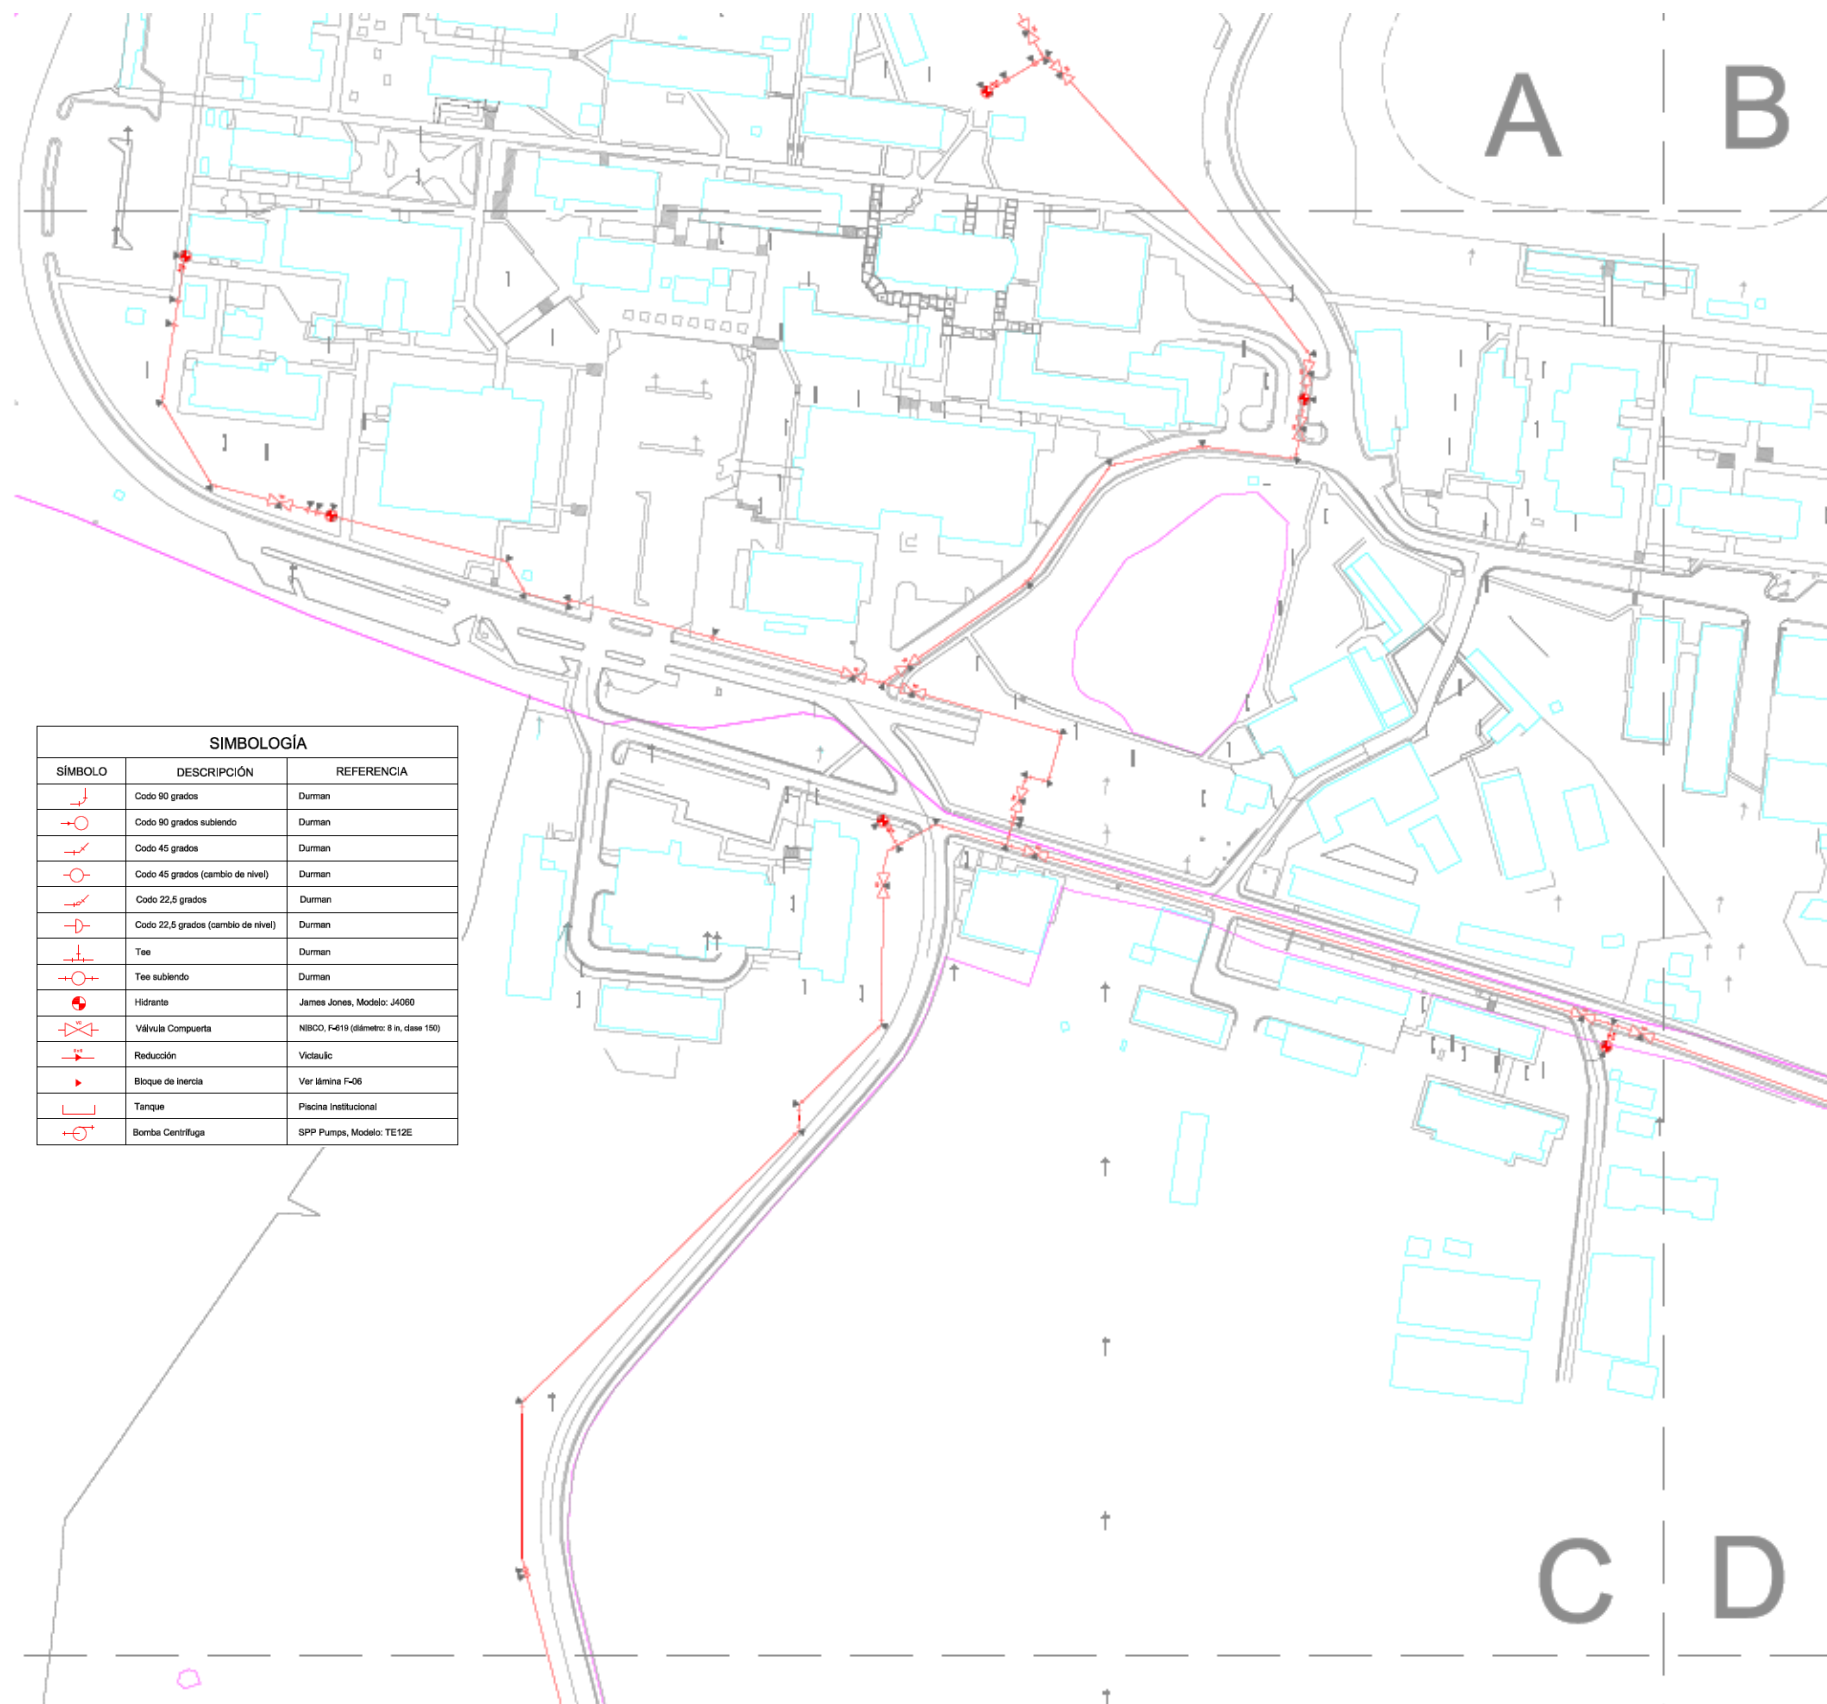 A B
SIMBOLOGÍA
SÍMBOLO DESCRIPCIÓN REFERENCIA
Codo 90 grados Durman
Codo 90 grados subiendo Durman
Codo 45 grados Durman
Codo 45 grados (cambio de nivel) Durman
Codo 22,5 grados Durman
Codo 22,5 grados (cambio de nivel) Durman
Tee Durman
Tee subiendo Durman
Hidrante James Jones, Modelo: J4060
Válvula Compuerta NIBCO, F-619 (diámetro: 8 in, clase 150)
Reducción Victaulic
Bloque de inercia Ver lámina F-06
Tanque Piscina Institucional
Bomba Centrífuga SPP Pumps, Modelo: TE12E
C D